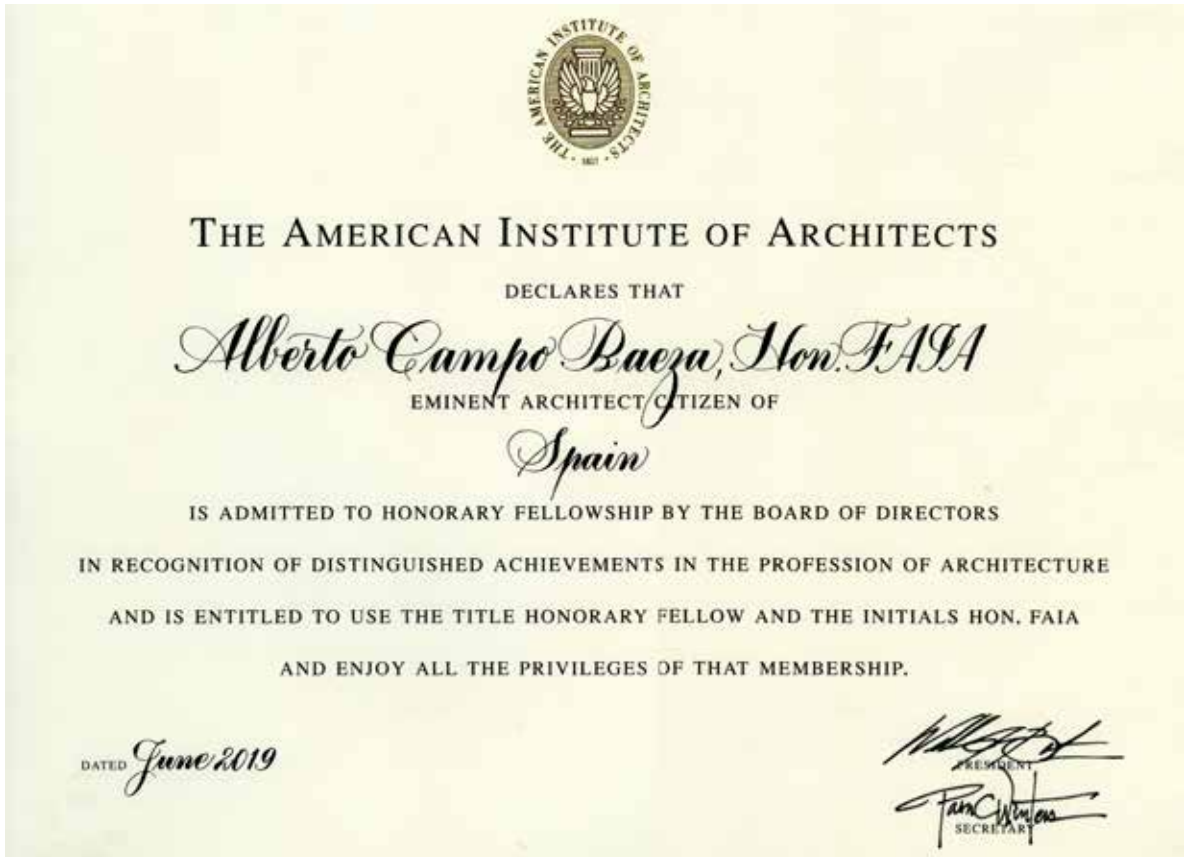 THE AMERICAN INSTITUTE OF ARCHITECTS · 1857 ·
THE AMERICAN INSTITUTE OF ARCHITECTS
DECLARES THAT
Alberto Campo Baeza, Hon. FAIA
EMINENT ARCHITECT CITIZEN OF
Spain
IS ADMITTED TO HONORARY FELLOWSHIP BY THE BOARD OF DIRECTORS
IN RECOGNITION OF DISTINGUISHED ACHIEVEMENTS IN THE PROFESSION OF ARCHITECTURE
AND IS ENTITLED TO USE THE TITLE HONORARY FELLOW AND THE INITIALS HON. FAIA
AND ENJOY ALL THE PRIVILEGES OF THAT MEMBERSHIP.
DATED June 2019
PRESIDENT
Pam C Winters
SECRETARY